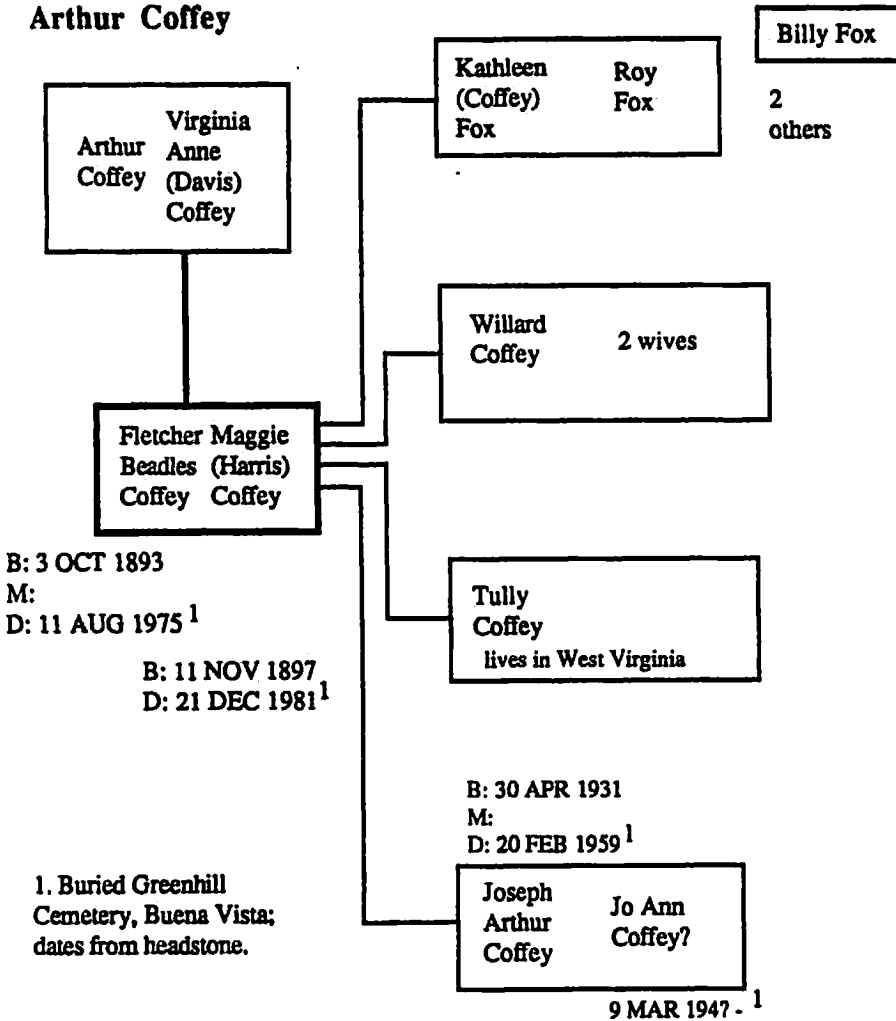 Arthur Coffey
Billy Fox
Kathleen
(Coffey)
Fox
Roy
Fox
2
others
Arthur
Coffey
Virginia
Anne
(Davis)
Coffey
Willard
Coffey
2 wives
Fletcher
Beadles
Coffey
Maggie
(Harris)
Coffey
B: 3 OCT 1893
M:
D: 11 AUG 1975 1
B: 11 NOV 1897
D: 21 DEC 1981 1
Tully
Coffey
lives in West Virginia
B: 30 APR 1931
M:
D: 20 FEB 1959 1
Joseph
Arthur
Coffey
Jo Ann
Coffey?
9 MAR 194? - 1
1. Buried Greenhill
Cemetery, Buena Vista;
dates from headstone.